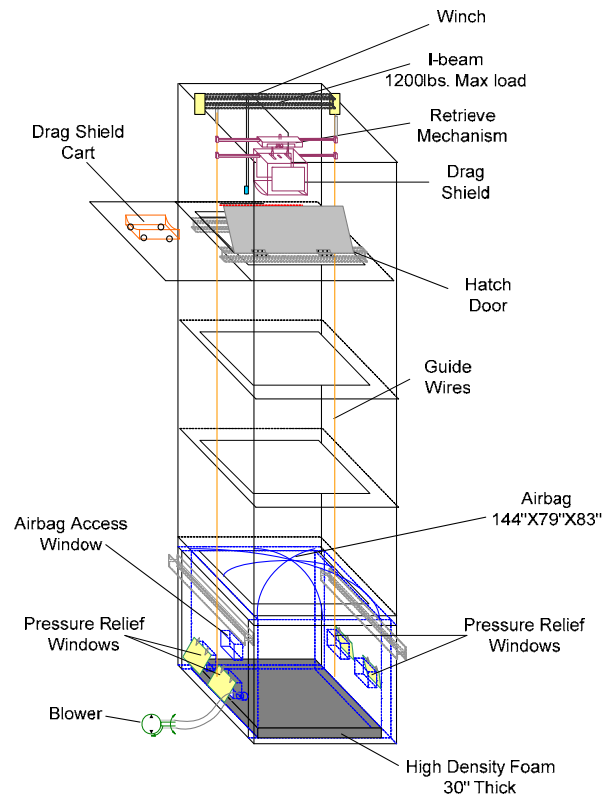 Winch
I-beam
1200lbs. Max load
Retrieve
Mechanism
Drag Shield
Cart
Drag
Shield
Hatch
Door
Guide
Wires
Airbag
144"X79"X83"
Airbag Access
Window
Pressure Relief
Windows
Pressure Relief
Windows
Blower
High Density Foam
30" Thick